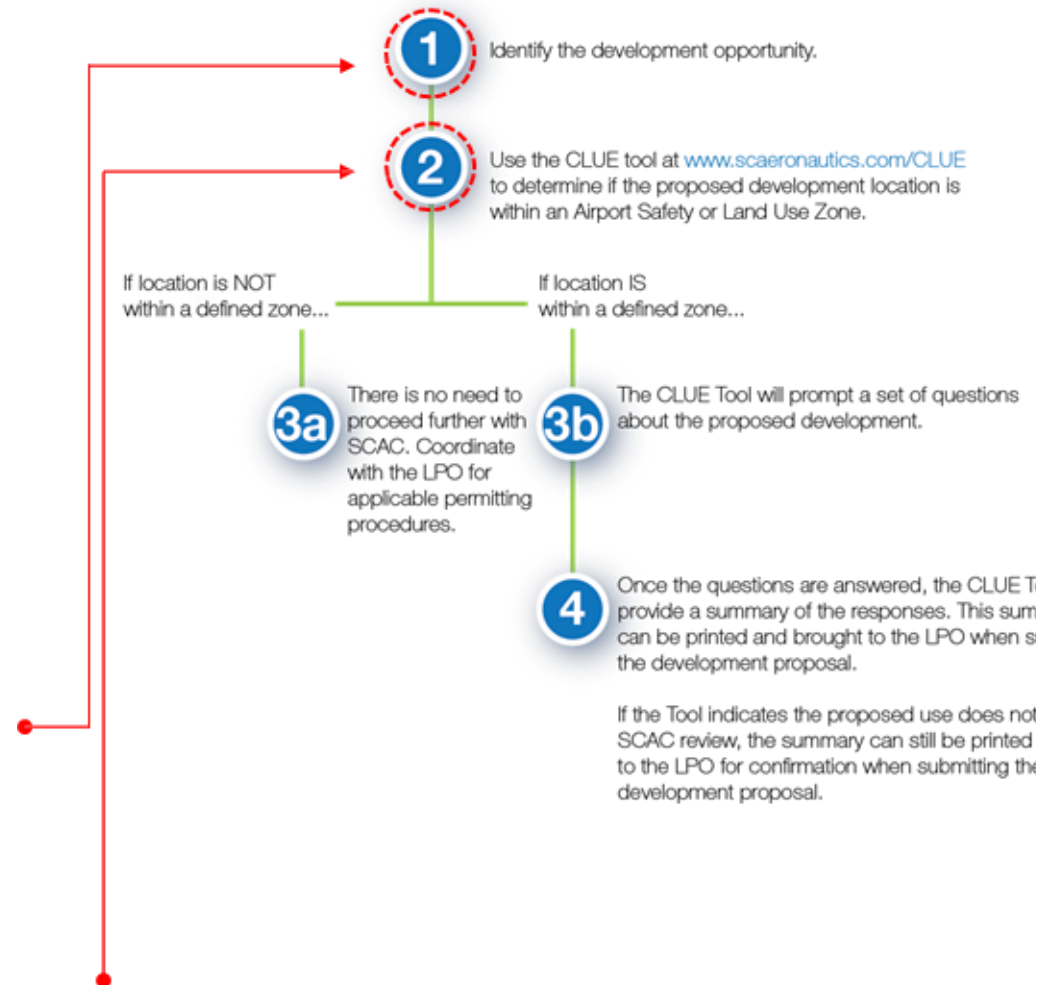 1
Identify the development opportunity.
2
Use the CLUE tool at www.scaeronautics.com/CLUE
to determine if the proposed development location is
within an Airport Safety or Land Use Zone.
If location is NOT
within a defined zone...
If location IS
within a defined zone...
3a
There is no need to
proceed further with
SCAC. Coordinate
with the LPO for
applicable permitting
procedures.
3b
The CLUE Tool will prompt a set of questions
about the proposed development.
4
Once the questions are answered, the CLUE
provide a summary of the responses. This
can be printed and brought to the LPO when
the development proposal.
If the Tool indicates the proposed use does not
SCAC review, the summary can still be printed
to the LPO for confirmation when submitting the
development proposal.